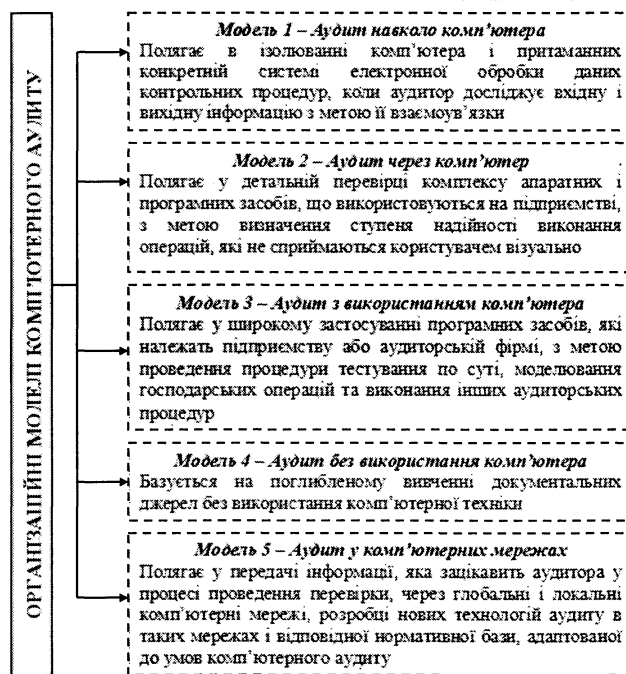 ОРГАНІЗАЦІЙНІ МОДЕЛІ КОМП'ЮТЕРНОГО АУДИТУ
Модель 1 – Аудит навколо комп'ютера
Полягає в ізолюванні комп'ютера і притаманних
конкретній системі електронної обробки даних
контрольних процедур, коли аудитор досліджує вхідну і
вихідну інформацію з метою її взаємоув'язки
Модель 2 – Аудит через комп'ютер
Полягає у детальній перевірці комплексу апаратних і
програмних засобів, що використовуються на підприємстві,
з метою визначення ступеня надійності виконання
операцій, які не сприймаються користувачем візуально
Модель 3 – Аудит з використанням комп'ютера
Полягає у широкому застосуванні програмних засобів, які
належать підприємству або аудиторській фірмі, з метою
проведення процедури тестування по суті, моделювання
господарських операцій та виконання інших аудиторських
процедур
Модель 4 – Аудит без використання комп'ютера
Базується на поглибленому вивченні документальних
джерел без використання комп'ютерної техніки
Модель 5 – Аудит у комп'ютерних мережах
Полягає у передачі інформації, яка зацікавить аудитора у
процесі проведення перевірки, через глобальні і локальні
комп'ютерні мережі, розробці нових технологій аудиту в
таких мережах і відповідної нормативної бази, адаптованої
до умов комп'ютерного аудиту